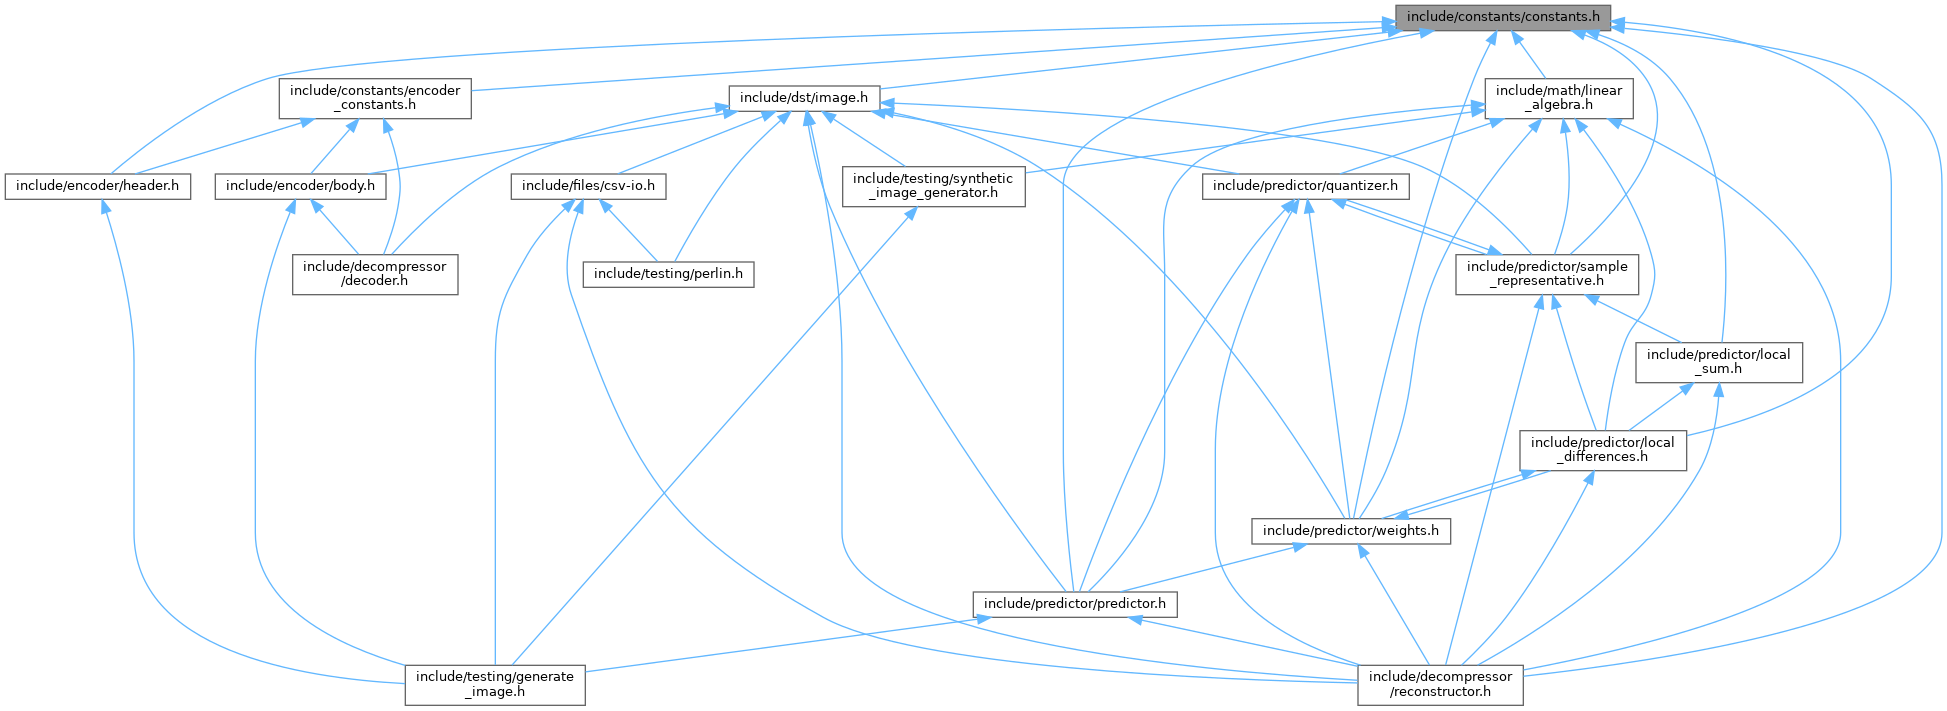 include/constants/constants.h
include/constants/encoder
_constants.h
include/dst/image.h
include/math/linear
_algebra.h
include/encoder/header.h
include/encoder/body.h
include/files/csv-io.h
include/testing/synthetic
_image_generator.h
include/predictor/quantizer.h
include/decompressor
/decoder.h
include/testing/perlin.h
include/predictor/sample
_representative.h
include/predictor/local
_sum.h
include/predictor/local
_differences.h
include/predictor/weights.h
include/predictor/predictor.h
include/testing/generate
_image.h
include/decompressor
/reconstructor.h